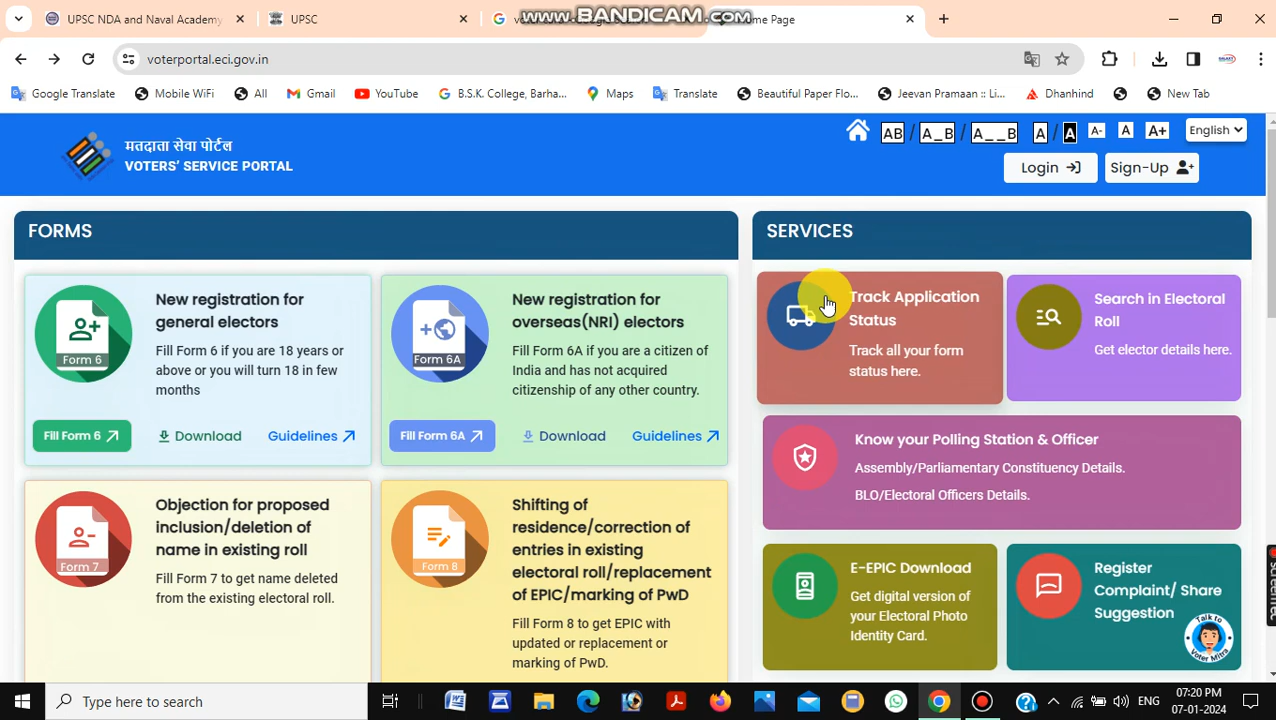 UPSC NDA and Naval Academy
UPSC
www.BANDICAM.com
Home Page
voterportal.eci.gov.in
Google Translate
Mobile WiFi
All
Gmail
YouTube
B.S.K. College, Barha...
Maps
Translate
Beautiful Paper Flo...
Jeevan Pramaan :: Li...
Dhanhind
New Tab
मतदाता सेवा पोर्टल
VOTERS' SERVICE PORTAL
AB / A_B / A__B A / A A- A A+ English
Login
Sign-Up
FORMS
New registration for
general electors
Fill Form 6 if you are 18 years or
above or you will turn 18 in few
months
Form 6
Fill Form 6
Download
Guidelines
New registration for
overseas(NRI) electors
Fill Form 6A if you are a citizen of
India and has not acquired
citizenship of any other country.
Form 6A
Fill Form 6A
Download
Guidelines
Objection for proposed
inclusion/deletion of
name in existing roll
Fill Form 7 to get name deleted
from the existing electoral roll.
Form 7
Shifting of
residence/correction of
entries in existing
electoral roll/replacement
of EPIC/marking of PwD
Fill Form 8 to get EPIC with
updated or replacement or
marking of PwD.
Form 8
SERVICES
Track Application
Status
Track all your form
status here.
Search in Electoral
Roll
Get elector details here.
Know your Polling Station & Officer
Assembly/Parliamentary Constituency Details.
BLO/Electoral Officers Details.
E-EPIC Download
Get digital version of
your Electoral Photo
Identity Card.
Register
Complaint/ Share
Suggestion
Talk to
Voter Mitra
Type here to search
ENG
07:20 PM
07-01-2024